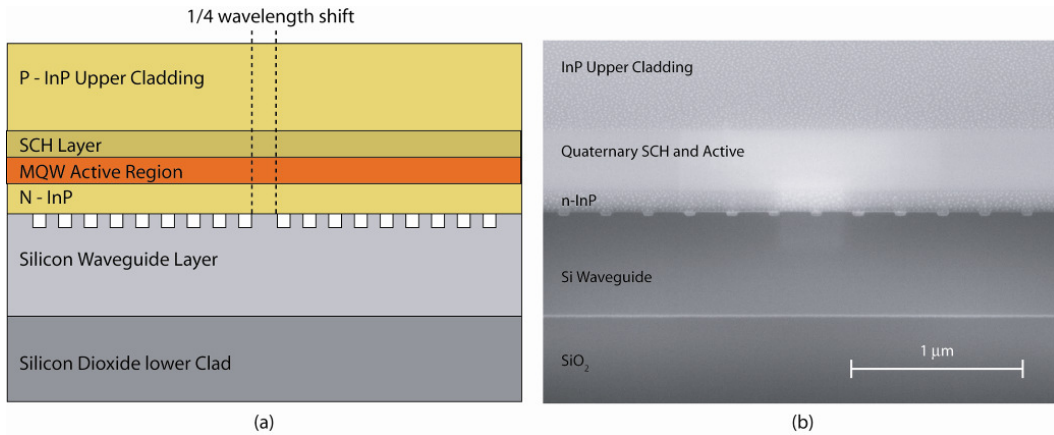 1/4 wavelength shift
P - InP Upper Cladding
SCH Layer
MQW Active Region
N - InP
Silicon Waveguide Layer
Silicon Dioxide lower Clad
(a)
InP Upper Cladding
Quaternary SCH and Active
n-InP
Si Waveguide
SiO₂
1 μm
(b)